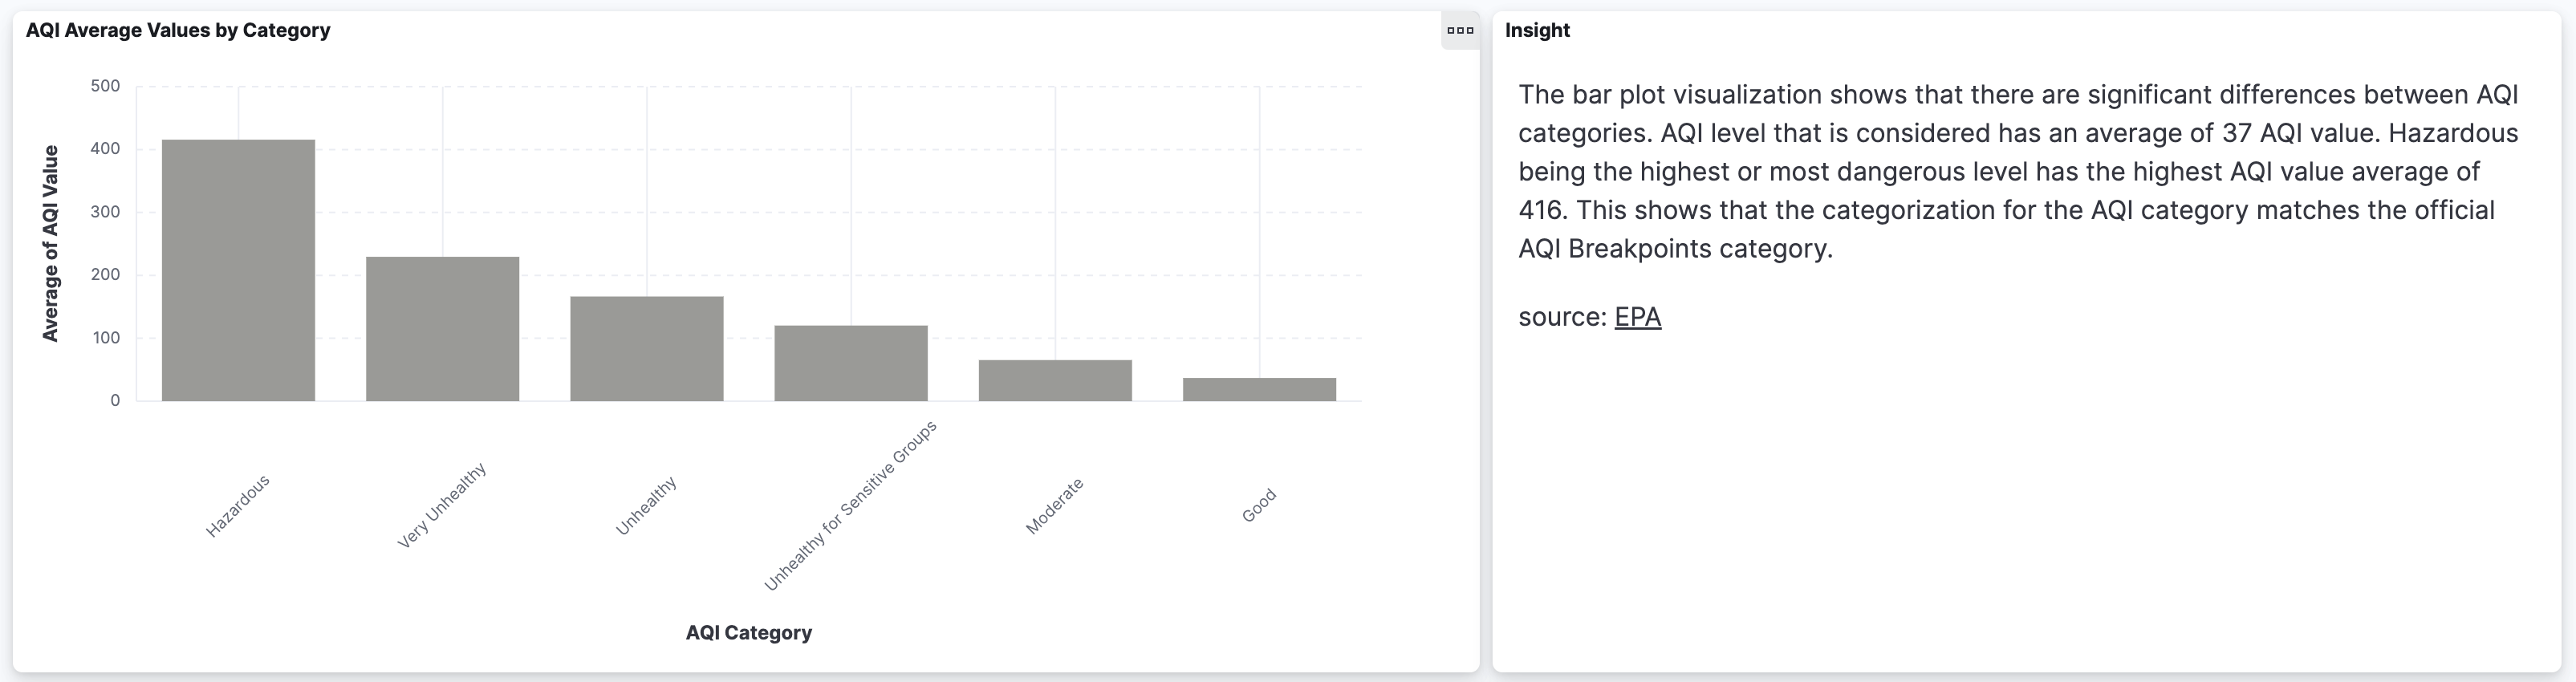 AQI Average Values by Category
500
400
300
200
100
0
Average of AQI Value
Hazardous
Very Unhealthy
Unhealthy
Unhealthy for Sensitive Groups
Moderate
Good
AQI Category
Insight
The bar plot visualization shows that there are significant differences between AQI
categories. AQI level that is considered has an average of 37 AQI value. Hazardous
being the highest or most dangerous level has the highest AQI value average of
416. This shows that the categorization for the AQI category matches the official
AQI Breakpoints category.
source: EPA